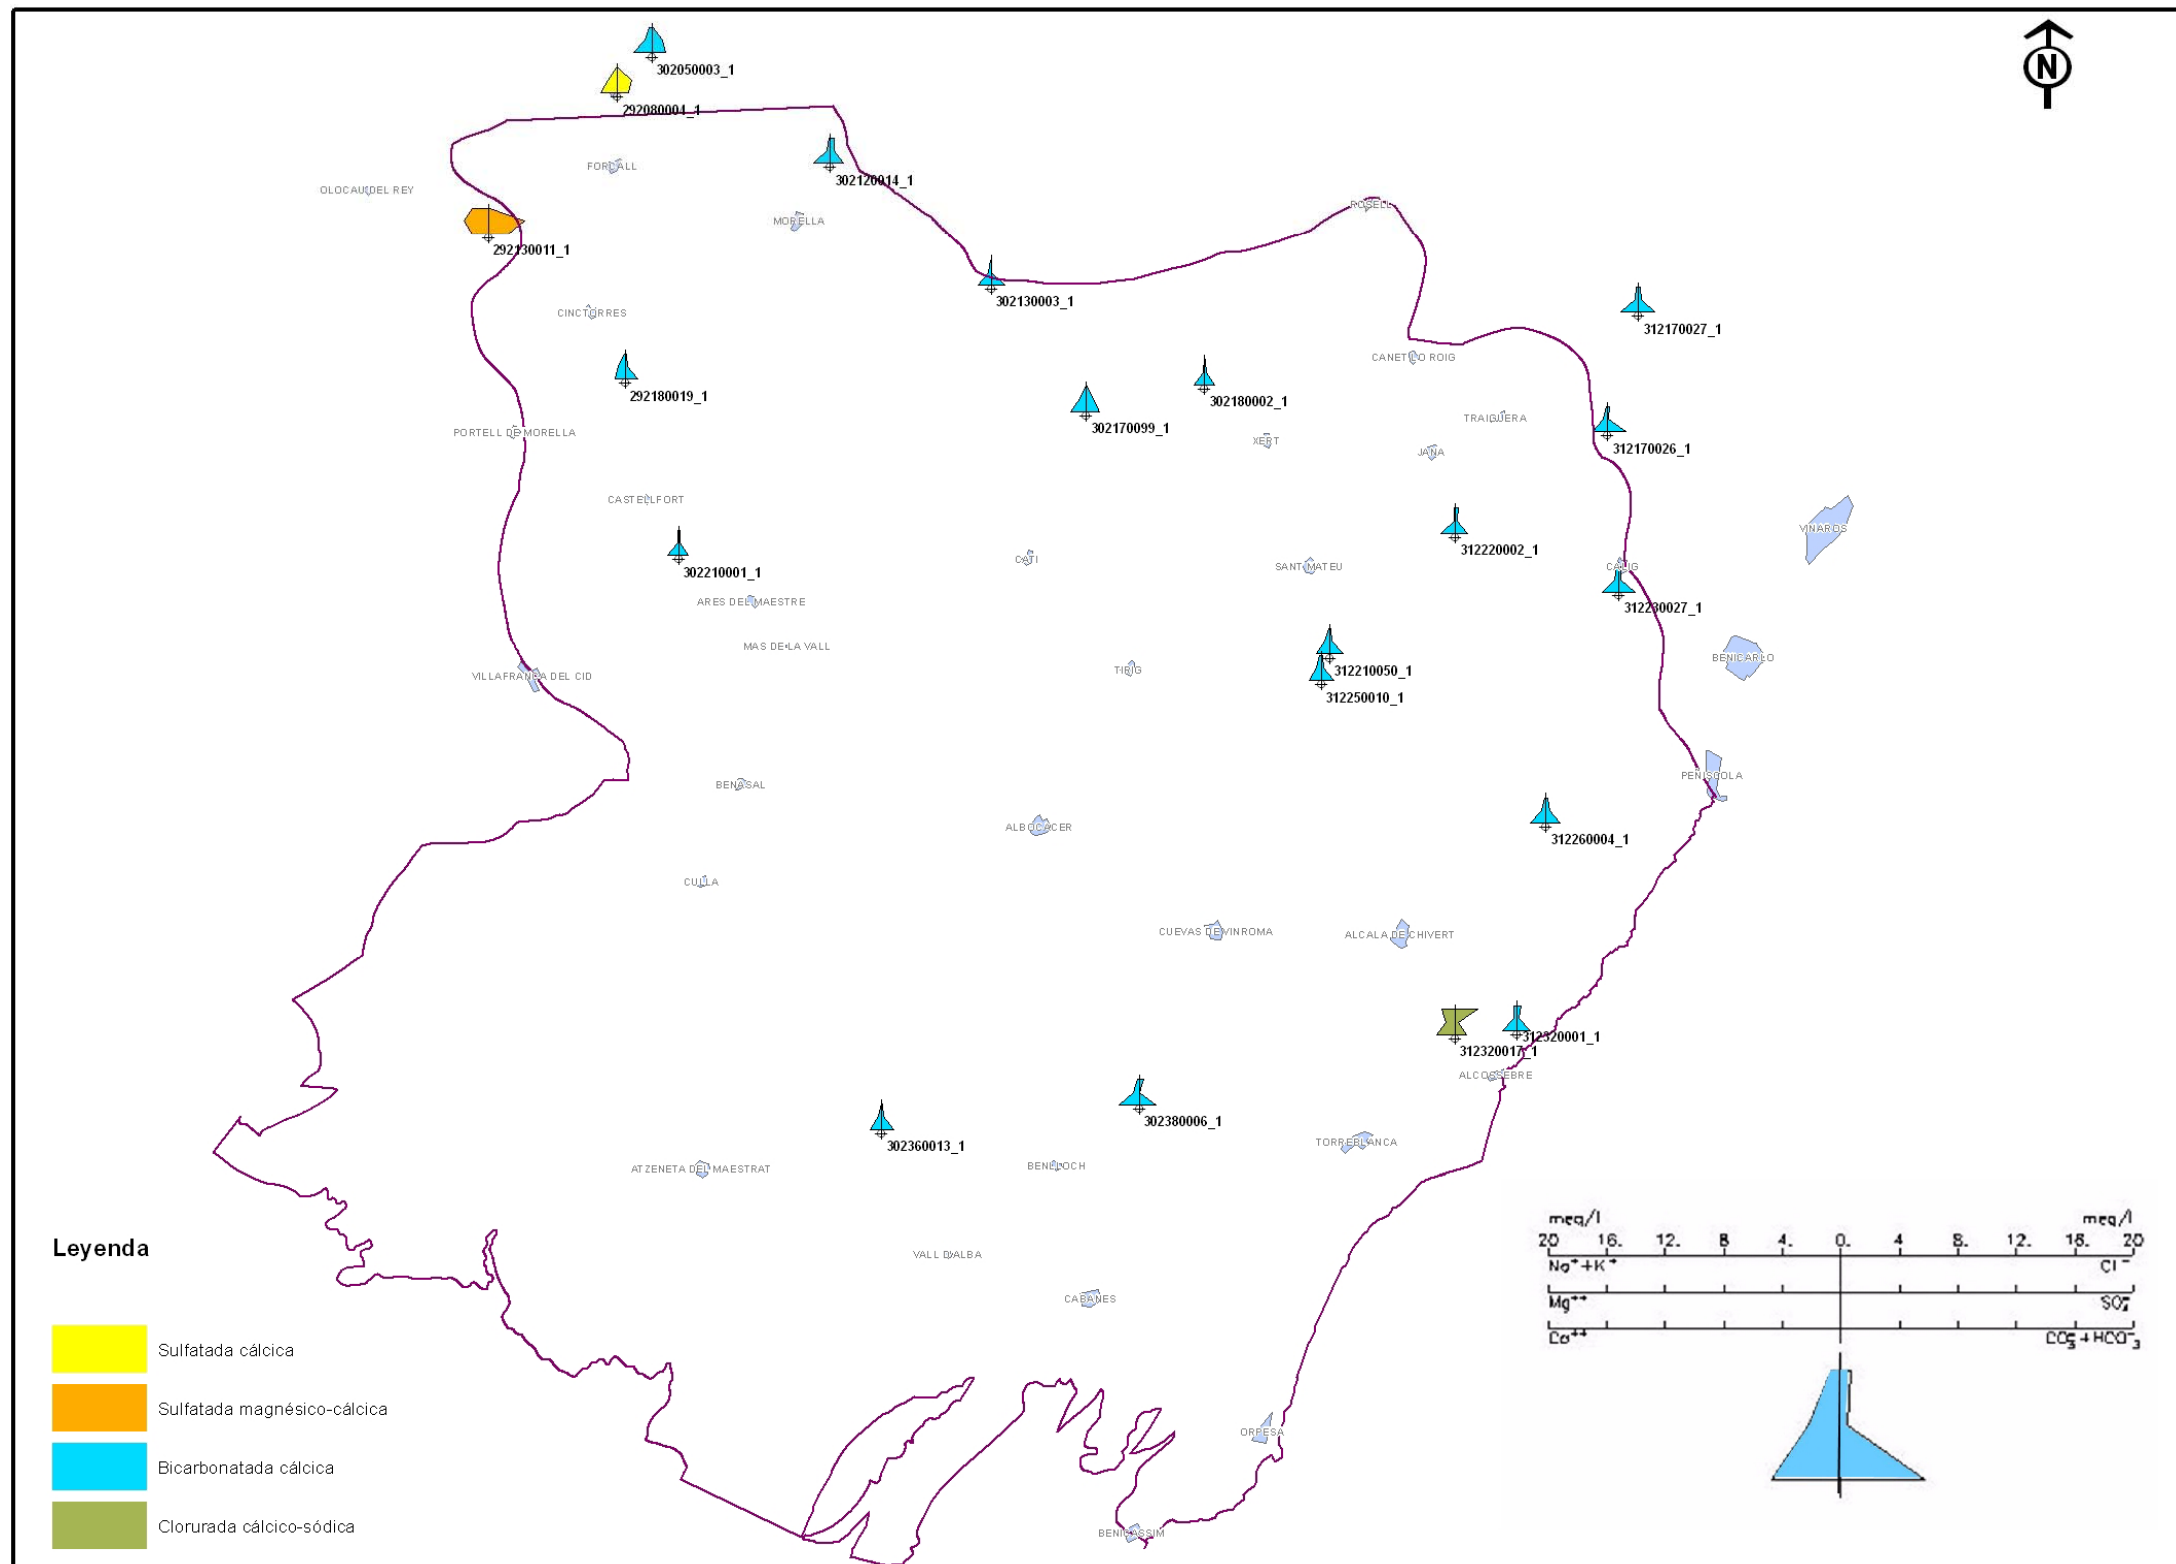 N
302050003_1
292080004_1
FORCALL
302120014_1
OLOCAU DEL REY
ROSELL
MORELLA
292130011_1
302130003_1
CINCTORRES
312170027_1
CANET LO ROIG
292180019_1
302180002_1
302170099_1
TRAIGUERA
PORTELL DE MORELLA
XERT
312170026_1
JANA
CASTELLFORT
VINAROS
312220002_1
CATI
SANT MATEU
CALIG
302210001_1
ARES DEL MAESTRE
312230027_1
MAS DE LA VALL
BENICARLO
TIRIG
312210050_1
VILLAFRANCA DEL CID
312250010_1
PEÑISCOLA
BENASAL
ALBOCACER
312260004_1
CULLA
CUEVAS DE VINROMA
ALCALA DE CHIVERT
312320001_1
312320017_1
ALCOSSEBRE
302380006_1
302360013_1
TORREBLANCA
ATZENETA DEL MAESTRAT
BENLLOCH
VALL D'ALBA
CABANES
ORPESA
BENICASSIM
meq/l meq/l
20 16. 12. 8 4. 0. 4 8. 12. 16. 20
Na⁺+K⁺ Cl⁻
Mg⁺⁺ SO₄⁼
Ca⁺⁺ CO₃⁼+HCO₃⁻
Leyenda
Sulfatada cálcica
Sulfatada magnésico-cálcica
Bicarbonatada cálcica
Clorurada cálcico-sódica